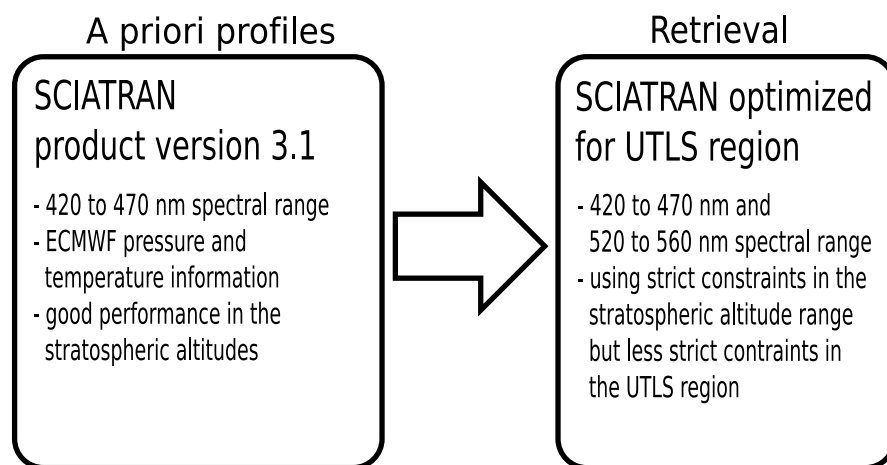 A priori profiles
SCIATRAN
product version 3.1
- 420 to 470 nm spectral range
- ECMWF pressure and
temperature information
- good performance in the
stratospheric altitudes
Retrieval
SCIATRAN optimized
for UTLS region
- 420 to 470 nm and
520 to 560 nm spectral range
- using strict constraints in the
stratospheric altitude range
but less strict contraints in
the UTLS region